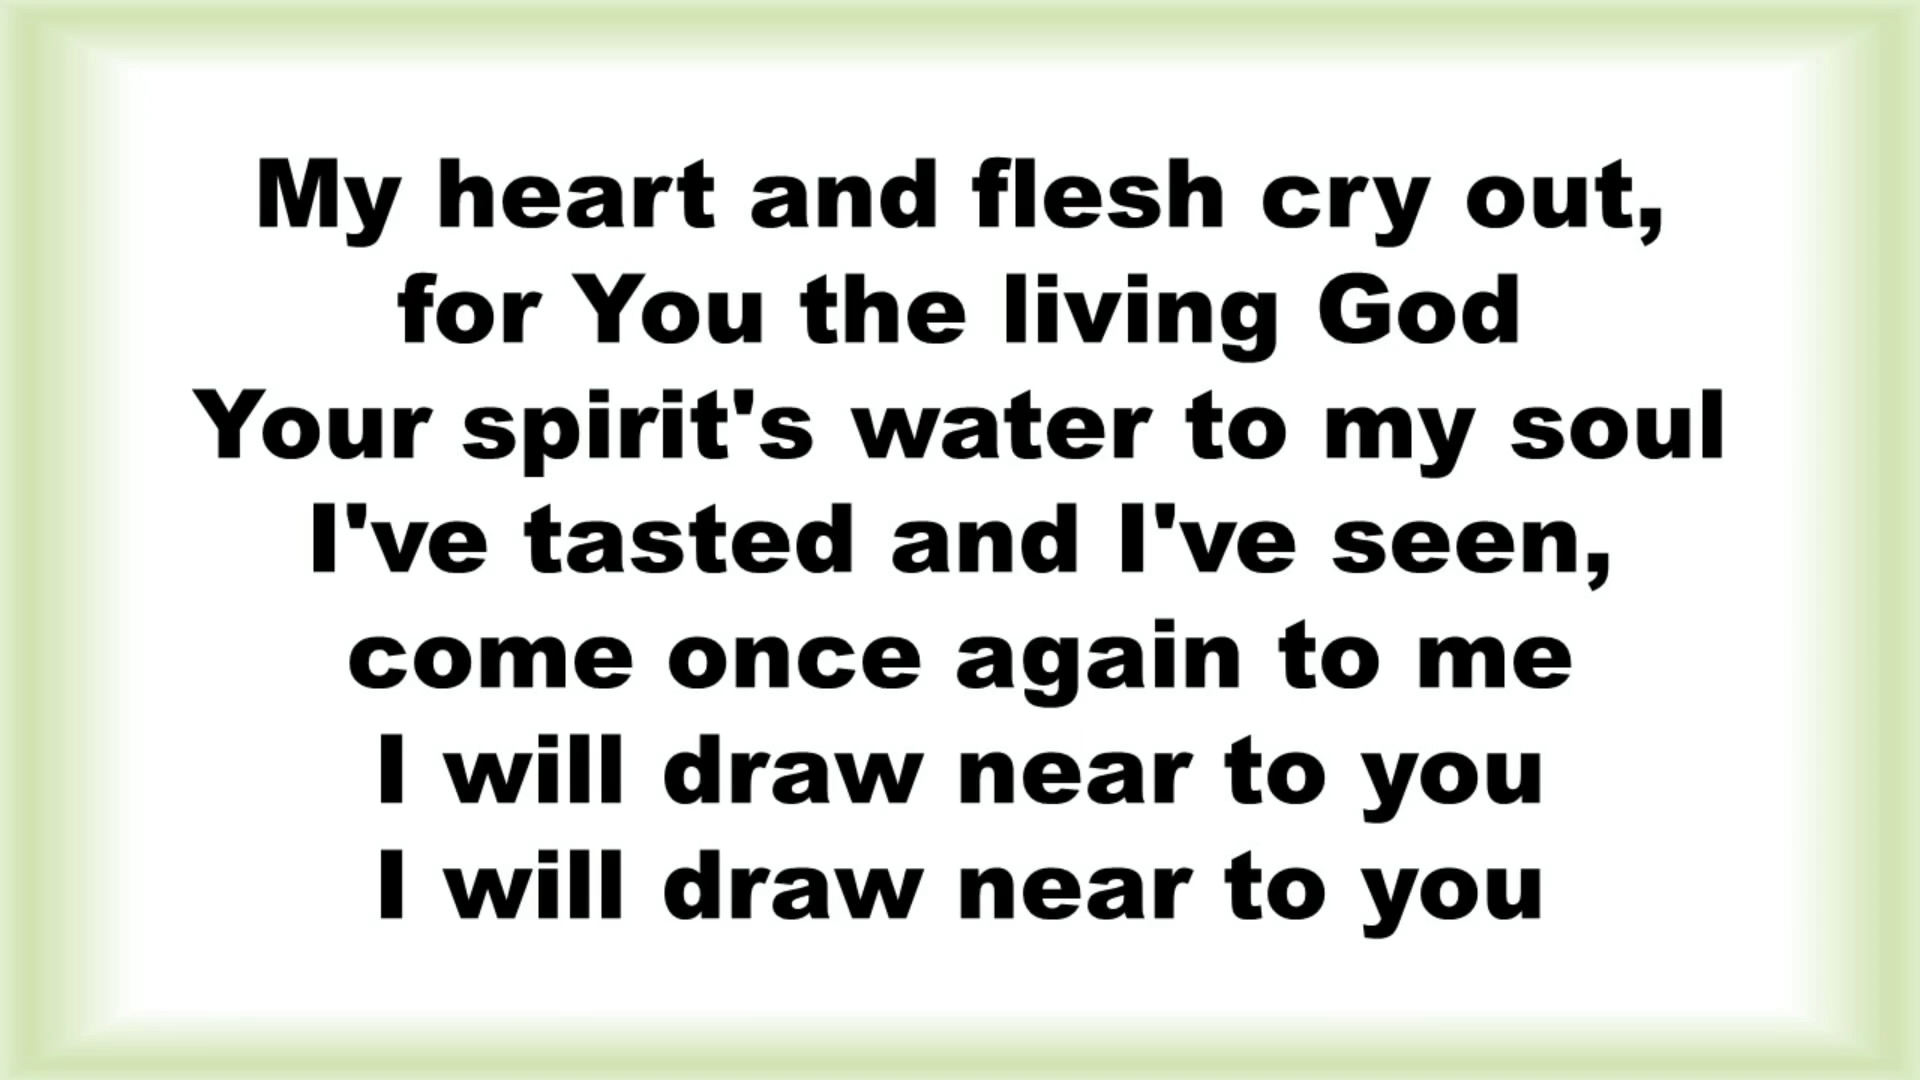 My heart and flesh cry out,
for You the living God
Your spirit's water to my soul
I've tasted and I've seen,
come once again to me
I will draw near to you
I will draw near to you